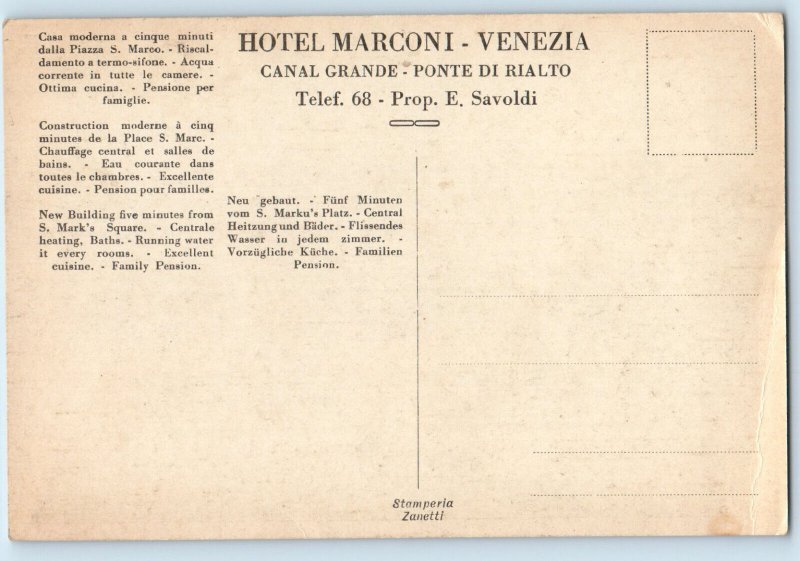 HOTEL MARCONI - VENEZIA
CANAL GRANDE - PONTE DI RIALTO
Telef. 68 - Prop. E. Savoldi
Casa moderna a cinque minuti
dalla Piazza S. Marco. - Riscal-
damento a termo-sifone. - Acqua
corrente in tutte le camere. -
Ottima cucina. - Pensione per
famiglie.
Construction moderne à cinq
minutes de la Place S. Marc. -
Chauffage central et salles de
bains. - Eau courante dans
toutes le chambres. - Excellente
cuisine. - Pension pour familles.
New Building five minutes from
S. Mark's Square. - Centrale
heating, Baths. - Running water
it every rooms. - Excellent
cuisine. - Family Pension.
Neu gebaut. - Fünf Minuten
vom S. Marku's Platz. - Central
Heitzung und Bäder. - Flissendes
Wasser in jedem zimmer. -
Vorzügliche Küche. - Familien
Pension.
Stamperia
Zanetti